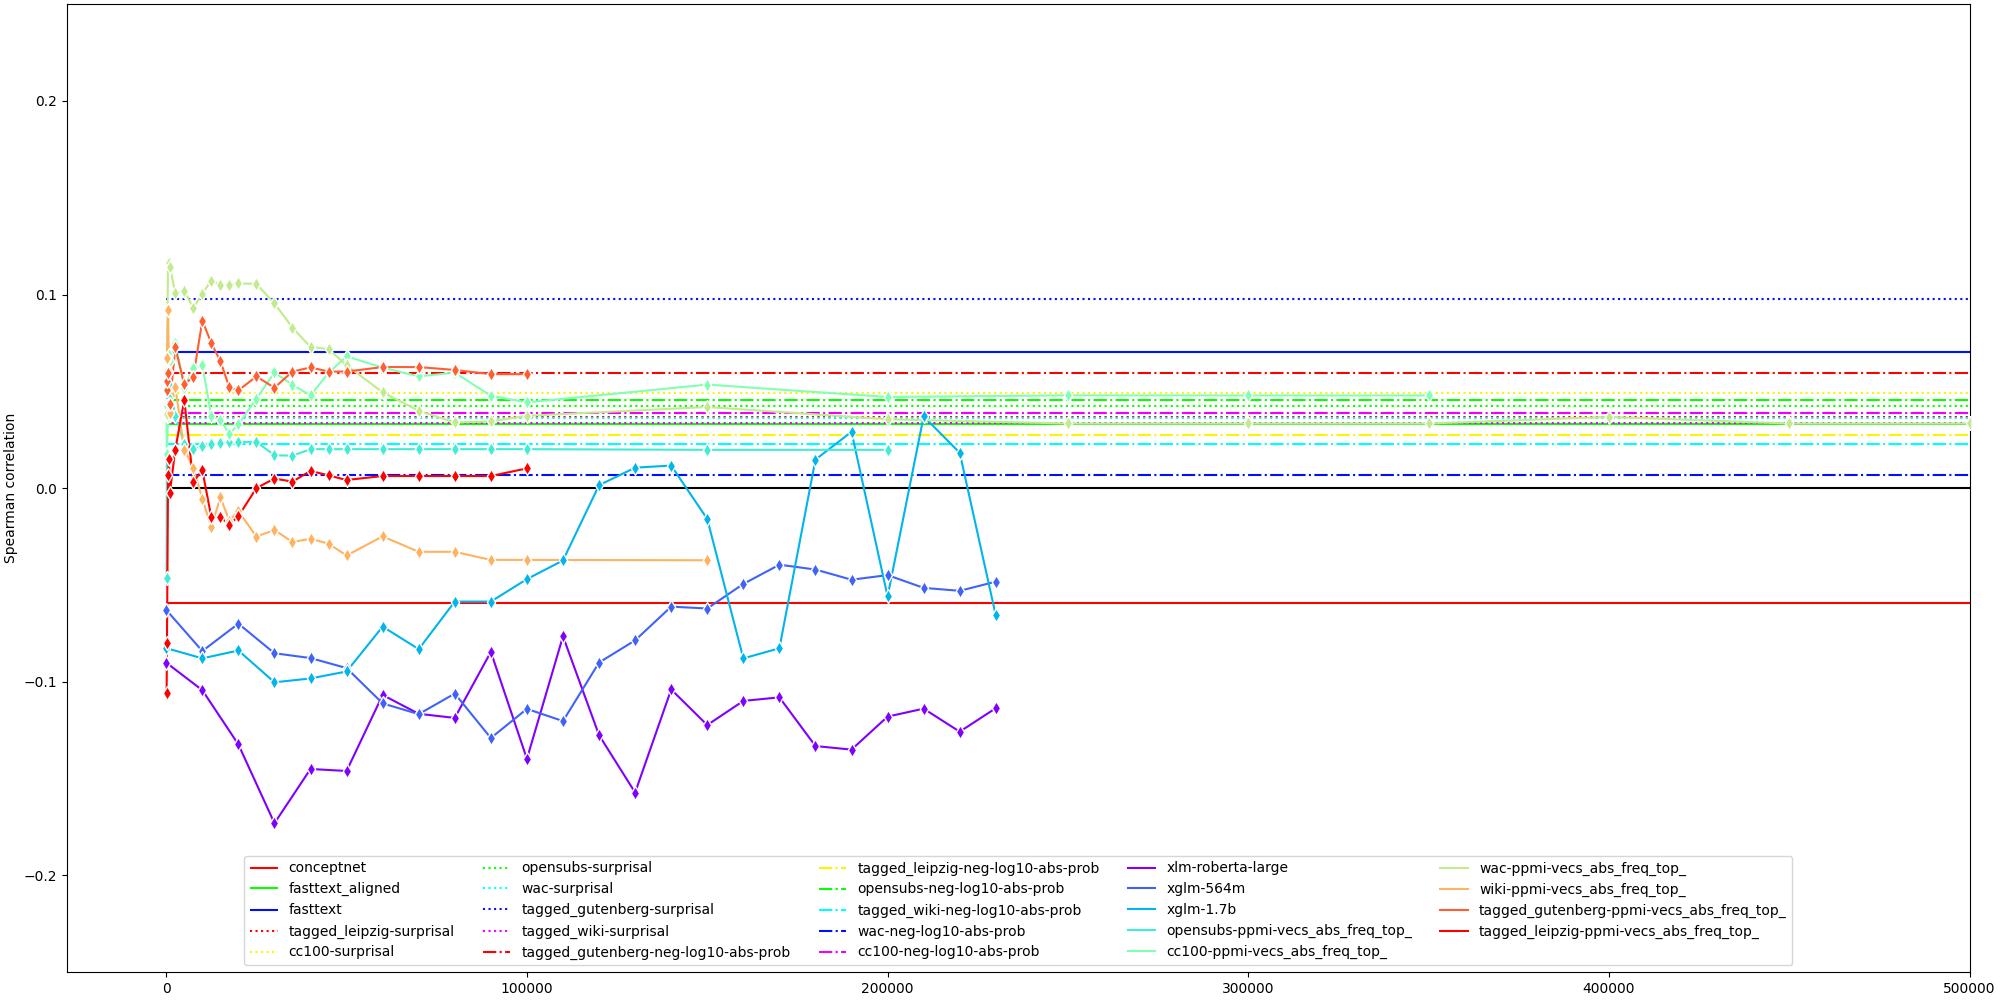 Spearman correlation
0.2
0.1
0.0
−0.1
−0.2
0
100000
200000
300000
400000
500000
conceptnet
fasttext_aligned
fasttext
tagged_leipzig-surprisal
cc100-surprisal
opensubs-surprisal
wac-surprisal
tagged_gutenberg-surprisal
tagged_wiki-surprisal
tagged_gutenberg-neg-log10-abs-prob
tagged_leipzig-neg-log10-abs-prob
opensubs-neg-log10-abs-prob
tagged_wiki-neg-log10-abs-prob
wac-neg-log10-abs-prob
cc100-neg-log10-abs-prob
xlm-roberta-large
xglm-564m
xglm-1.7b
opensubs-ppmi-vecs_abs_freq_top_
cc100-ppmi-vecs_abs_freq_top_
wac-ppmi-vecs_abs_freq_top_
wiki-ppmi-vecs_abs_freq_top_
tagged_gutenberg-ppmi-vecs_abs_freq_top_
tagged_leipzig-ppmi-vecs_abs_freq_top_